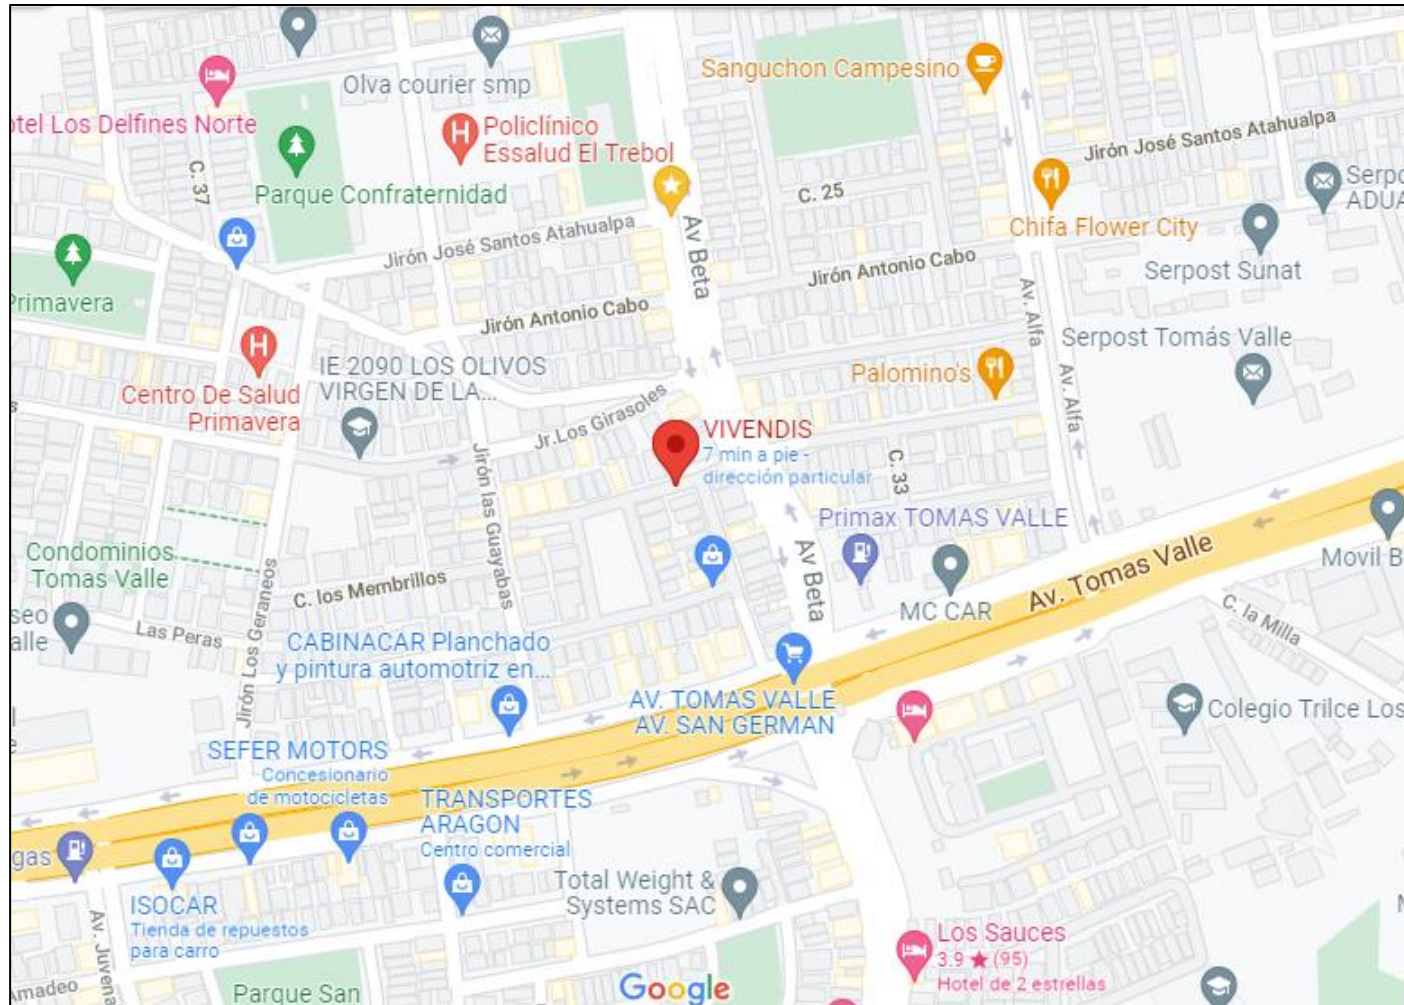 Olva courier smp
Sanguchon Campesino
otel Los Delfines Norte
Policlínico
Essalud El Trebol
Jirón José Santos Atahualpa
C. 37
Parque Confraternidad
C. 25
Serpo
ADUA
Chifa Flower City
Jirón José Santos Atahualpa
Av Beta
Serpost Sunat
Jirón Antonio Cabo
Primavera
Jirón Antonio Cabo
Av. Alfa
Serpost Tomás Valle
IE 2090 LOS OLIVOS
VIRGEN DE LA...
Palomino's
Centro De Salud
Primavera
Jr.Los Girasoles
Av. Alfa
VIVENDIS
7 min a pie -
dirección particular
C. 33
Jirón las Guayabas
Primax TOMAS VALLE
Condominios
Tomas Valle
Av Beta
Av. Tomas Valle
Movil B
C. los Membrillos
MC CAR
seo
alle
Las Peras
C. la Milla
Jirón Los Geraneos
CABINACAR Planchado
y pintura automotriz en...
AV. TOMAS VALLE
AV. SAN GERMAN
Colegio Trilce Los
SEFER MOTORS
Concesionario
de motocicletas
TRANSPORTES
ARAGON
Centro comercial
gas
Total Weight &
Systems SAC
ISOCAR
Tienda de repuestos
para carro
Av. Juvena
Los Sauces
3.9 ★ (95)
Hotel de 2 estrellas
Amadeo
Parque San
Google